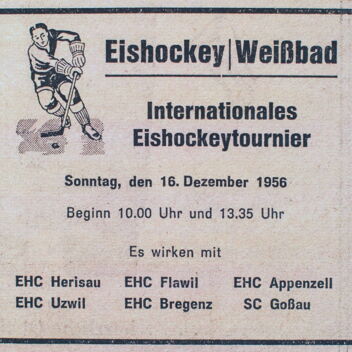 Eishockey|Weißbad
Internationales
Eishockeytournier
Sonntag, den 16. Dezember 1956
Beginn 10.00 Uhr und 13.35 Uhr
Es wirken mit
EHC Herisau EHC Flawil EHC Appenzell
EHC Uzwil EHC Bregenz SC Goßau